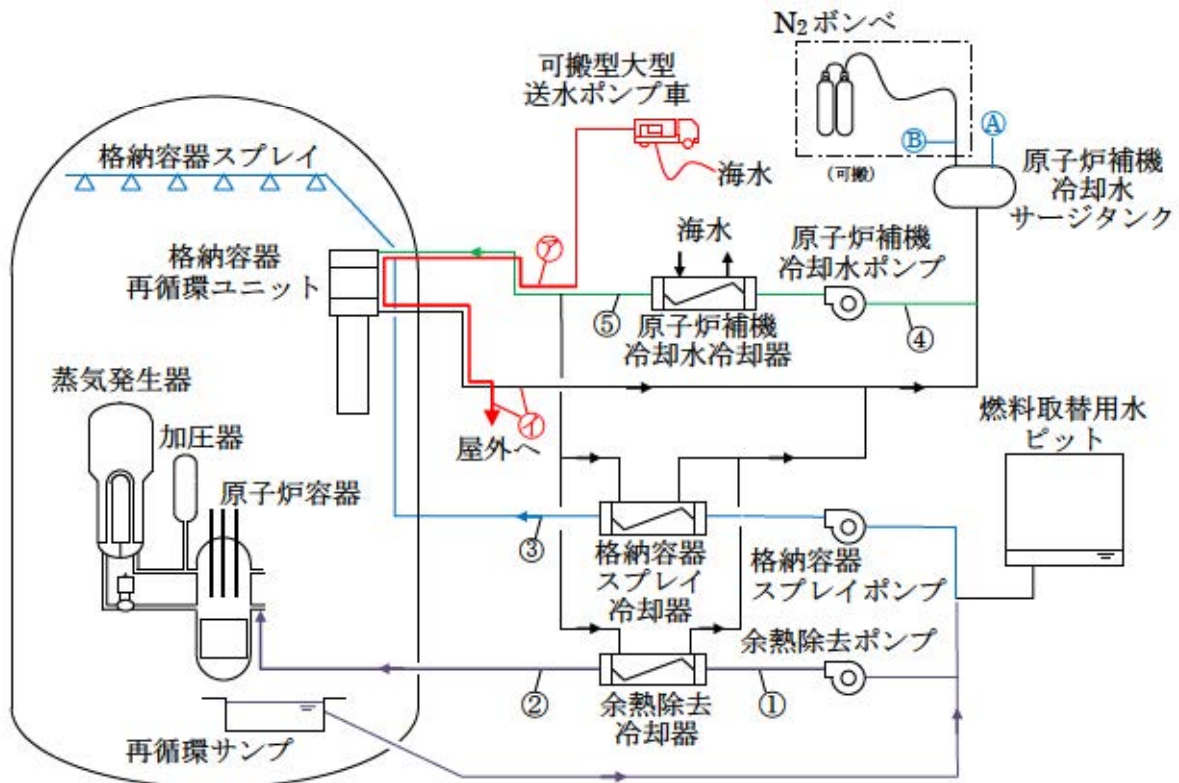 N₂ボンベ
可搬型大型
送水ポンプ車
Ⓐ
Ⓑ
(可搬)
格納容器スプレイ
海水
原子炉補機
冷却水
サージタンク
海水
原子炉補機
冷却水ポンプ
格納容器
再循環ユニット
㋐
⑤
原子炉補機
冷却水冷却器
④
蒸気発生器
加圧器
原子炉容器
㋑
屋外へ
燃料取替用水
ピット
③
格納容器
スプレイ
冷却器
格納容器
スプレイポンプ
余熱除去ポンプ
②
①
余熱除去
冷却器
再循環サンプ